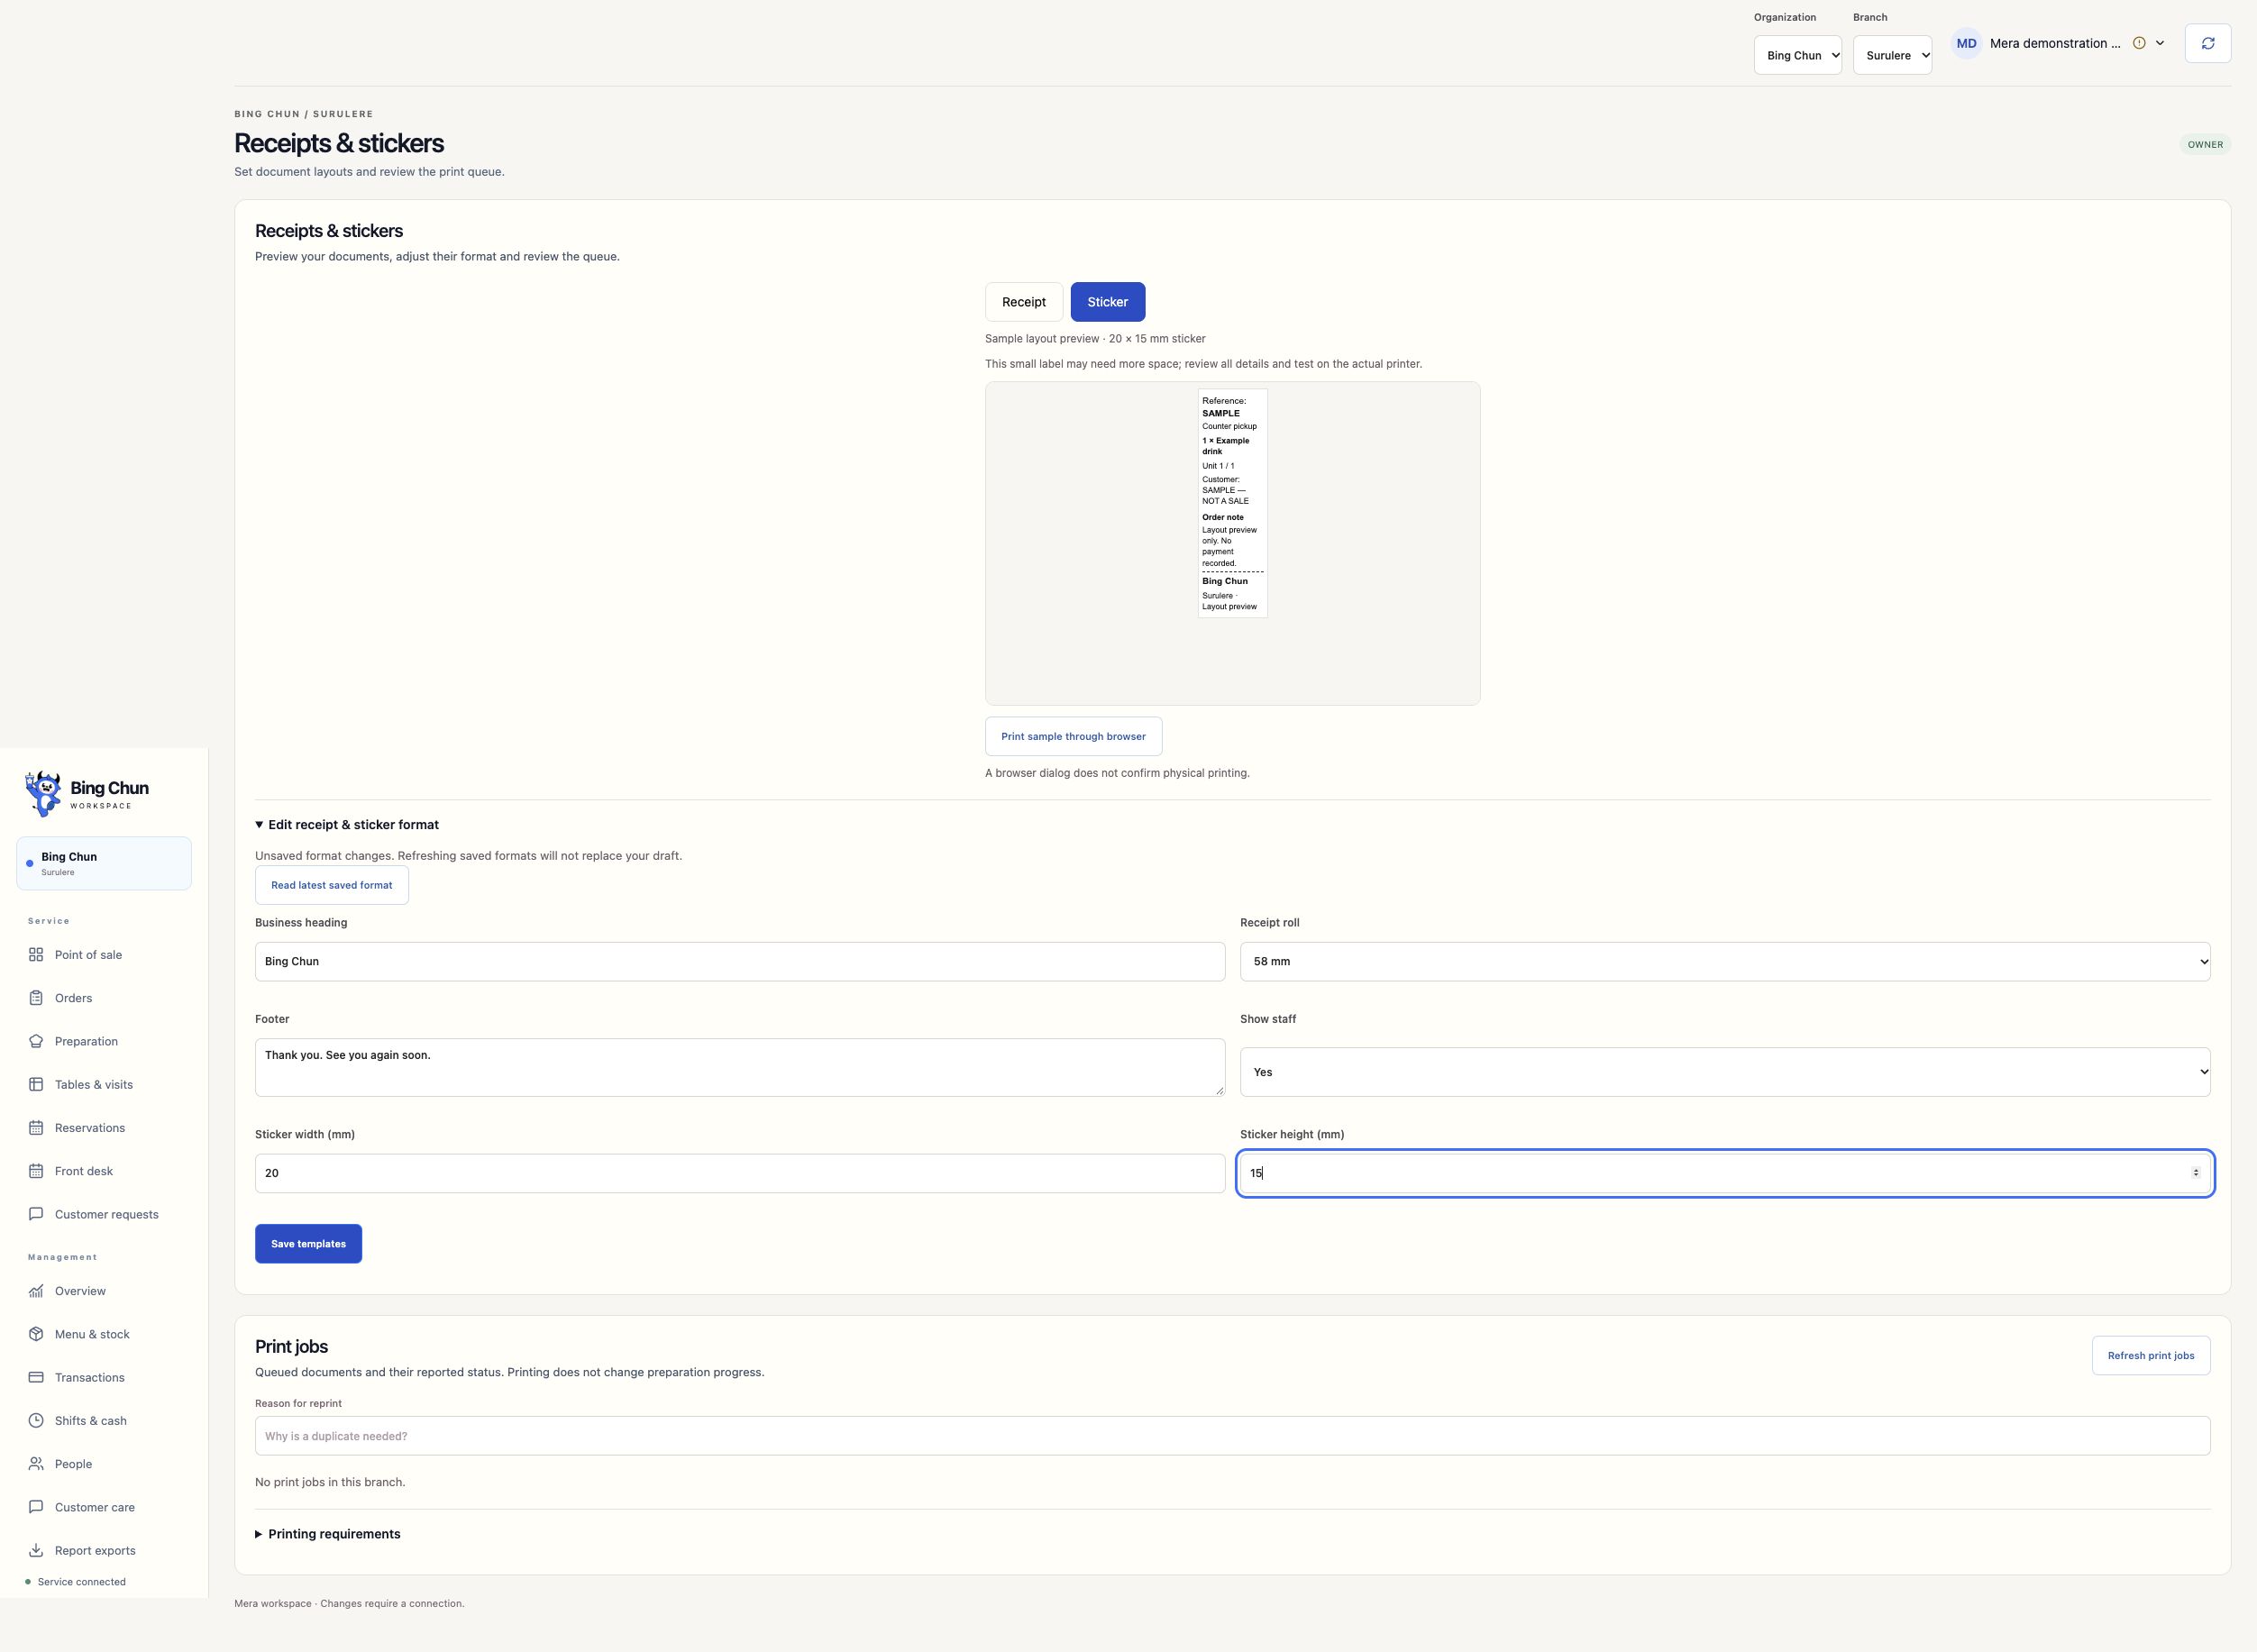 Organization
Branch
Bing Chun
Surulere
MD
Mera demonstration ...
BING CHUN / SURULERE
Receipts & stickers
OWNER
Set document layouts and review the print queue.
Receipts & stickers
Preview your documents, adjust their format and review the queue.
Receipt
Sticker
Sample layout preview · 20 × 15 mm sticker
This small label may need more space; review all details and test on the actual printer.
Reference:
SAMPLE
Counter pickup
1 × Example
drink
Unit 1 / 1
Customer:
SAMPLE —
NOT A SALE
Order note
Layout preview
only. No
payment
recorded.
Bing Chun
Surulere ·
Layout preview
Print sample through browser
A browser dialog does not confirm physical printing.
Edit receipt & sticker format
Unsaved format changes. Refreshing saved formats will not replace your draft.
Read latest saved format
Business heading
Receipt roll
Bing Chun
58 mm
Footer
Show staff
Thank you. See you again soon.
Yes
Sticker width (mm)
Sticker height (mm)
20
15
Save templates
Print jobs
Queued documents and their reported status. Printing does not change preparation progress.
Refresh print jobs
Reason for reprint
Why is a duplicate needed?
No print jobs in this branch.
Printing requirements
Mera workspace · Changes require a connection.
Bing Chun
WORKSPACE
Bing Chun
Surulere
Service
Point of sale
Orders
Preparation
Tables & visits
Reservations
Front desk
Customer requests
Management
Overview
Menu & stock
Transactions
Shifts & cash
People
Customer care
Report exports
Service connected